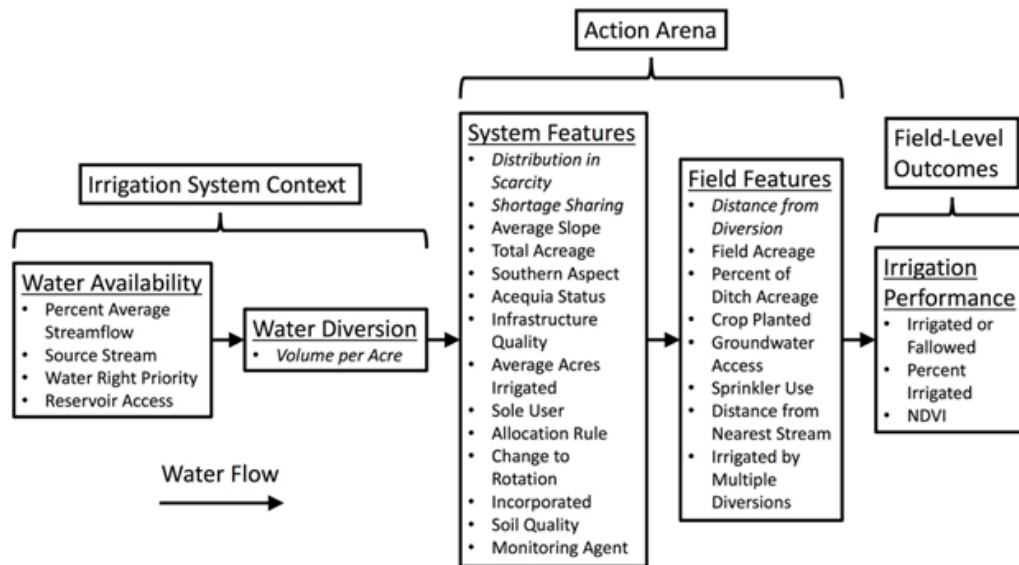 Action Arena
Irrigation System Context
Field-Level
Outcomes
Water Availability
• Percent Average
Streamflow
• Source Stream
• Water Right Priority
• Reservoir Access
Water Diversion
• Volume per Acre
System Features
• Distribution in
Scarcity
• Shortage Sharing
• Average Slope
• Total Acreage
• Southern Aspect
• Acequia Status
• Infrastructure
Quality
• Average Acres
Irrigated
• Sole User
• Allocation Rule
• Change to
Rotation
• Incorporated
• Soil Quality
• Monitoring Agent
Field Features
• Distance from
Diversion
• Field Acreage
• Percent of
Ditch Acreage
• Crop Planted
• Groundwater
Access
• Sprinkler Use
• Distance from
Nearest Stream
• Irrigated by
Multiple
Diversions
Irrigation
Performance
• Irrigated or
Fallowed
• Percent
Irrigated
• NDVI
Water Flow